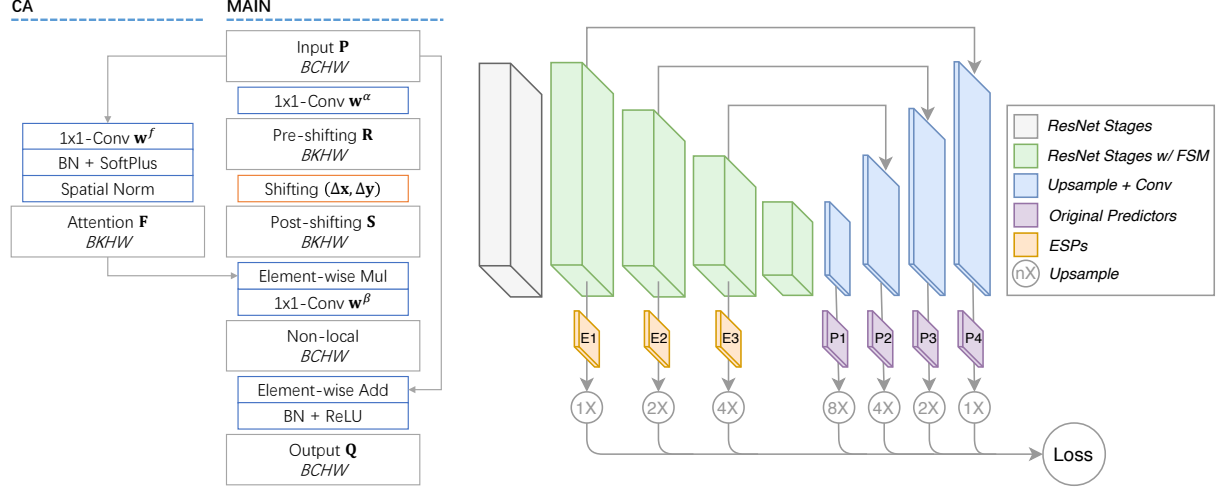 CA
MAIN
Input P
BCHW
1x1-Conv w^α
Pre-shifting R
BKHW
Shifting (Δx, Δy)
Post-shifting S
BKHW
1x1-Conv w^f
BN + SoftPlus
Spatial Norm
Attention F
BKHW
Element-wise Mul
1x1-Conv w^β
Non-local
BCHW
Element-wise Add
BN + ReLU
Output Q
BCHW
E1
E2
E3
P1
P2
P3
P4
1X
2X
4X
8X
4X
2X
1X
Loss
ResNet Stages
ResNet Stages w/ FSM
Upsample + Conv
Original Predictors
ESPs
nX
Upsample